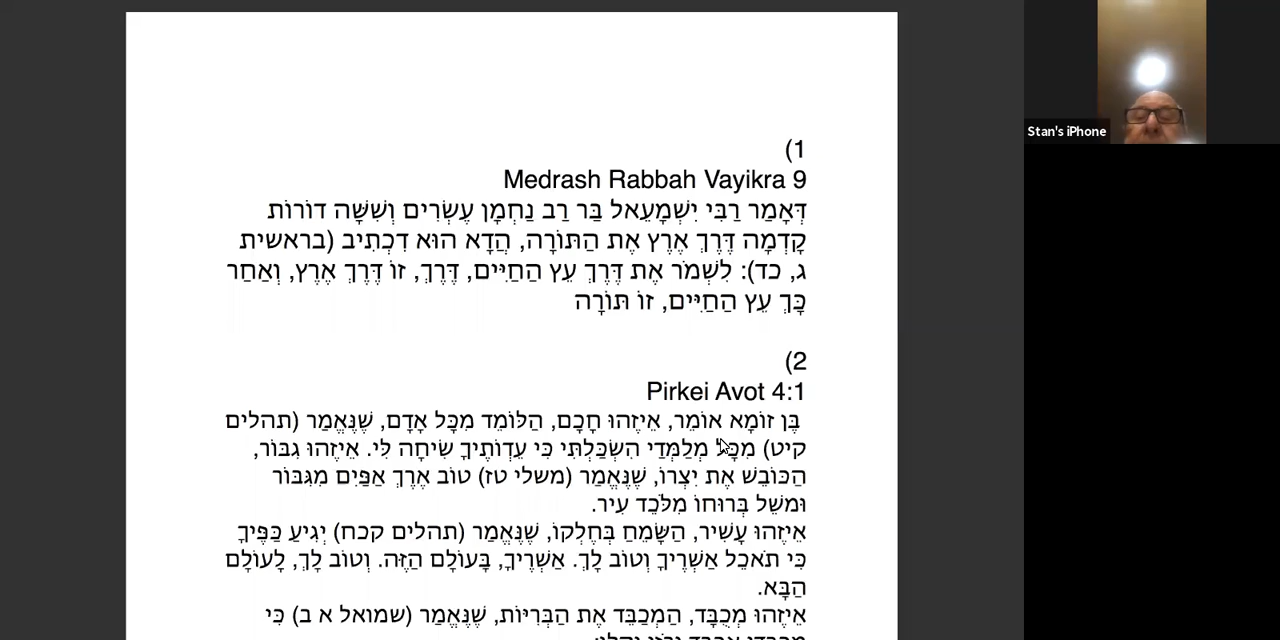 (1
Medrash Rabbah Vayikra 9
דְּאָמַר רַבִּי יִשְׁמָעֵאל בַּר רַב נַחְמָן עֶשְׂרִים וְשִׁשָּׁה דוֹרוֹת
קָדְמָה דֶּרֶךְ אֶרֶץ אֶת הַתּוֹרָה, הֲדָא הוּא דִכְתִיב (בראשית
ג, כד): לִשְׁמֹר אֶת דֶּרֶךְ עֵץ הַחַיִּים, דֶּרֶךְ, זוֹ דֶּרֶךְ אֶרֶץ, וְאַחַר
כָּךְ עֵץ הַחַיִּים, זוֹ תּוֹרָה
(2
Pirkei Avot 4:1
בֶּן זוֹמָא אוֹמֵר, אֵיזֶהוּ חָכָם, הַלּוֹמֵד מִכָּל אָדָם, שֶׁנֶּאֱמַר (תהלים
קיט) מִכָּל מְלַמְּדַי הִשְׂכַּלְתִּי כִּי עֵדְוֹתֶיךָ שִׂיחָה לִּי. אֵיזֶהוּ גִבּוֹר,
הַכּוֹבֵשׁ אֶת יִצְרוֹ, שֶׁנֶּאֱמַר (משלי טז) טוֹב אֶרֶךְ אַפַּיִם מִגִּבּוֹר
וּמֹשֵׁל בְּרוּחוֹ מִלֹּכֵד עִיר.
אֵיזֶהוּ עָשִׁיר, הַשָּׂמֵחַ בְּחֶלְקוֹ, שֶׁנֶּאֱמַר (תהלים קכח) יְגִיעַ כַּפֶּיךָ
כִּי תֹאכֵל אַשְׁרֶיךָ וְטוֹב לָךְ. אַשְׁרֶיךָ, בָּעוֹלָם הַזֶּה. וְטוֹב לָךְ, לָעוֹלָם
הַבָּא.
אֵיזֶהוּ מְכֻבָּד, הַמְכַבֵּד אֶת הַבְּרִיּוֹת, שֶׁנֶּאֱמַר (שמואל א ב) כִּי
Stan's iPhone